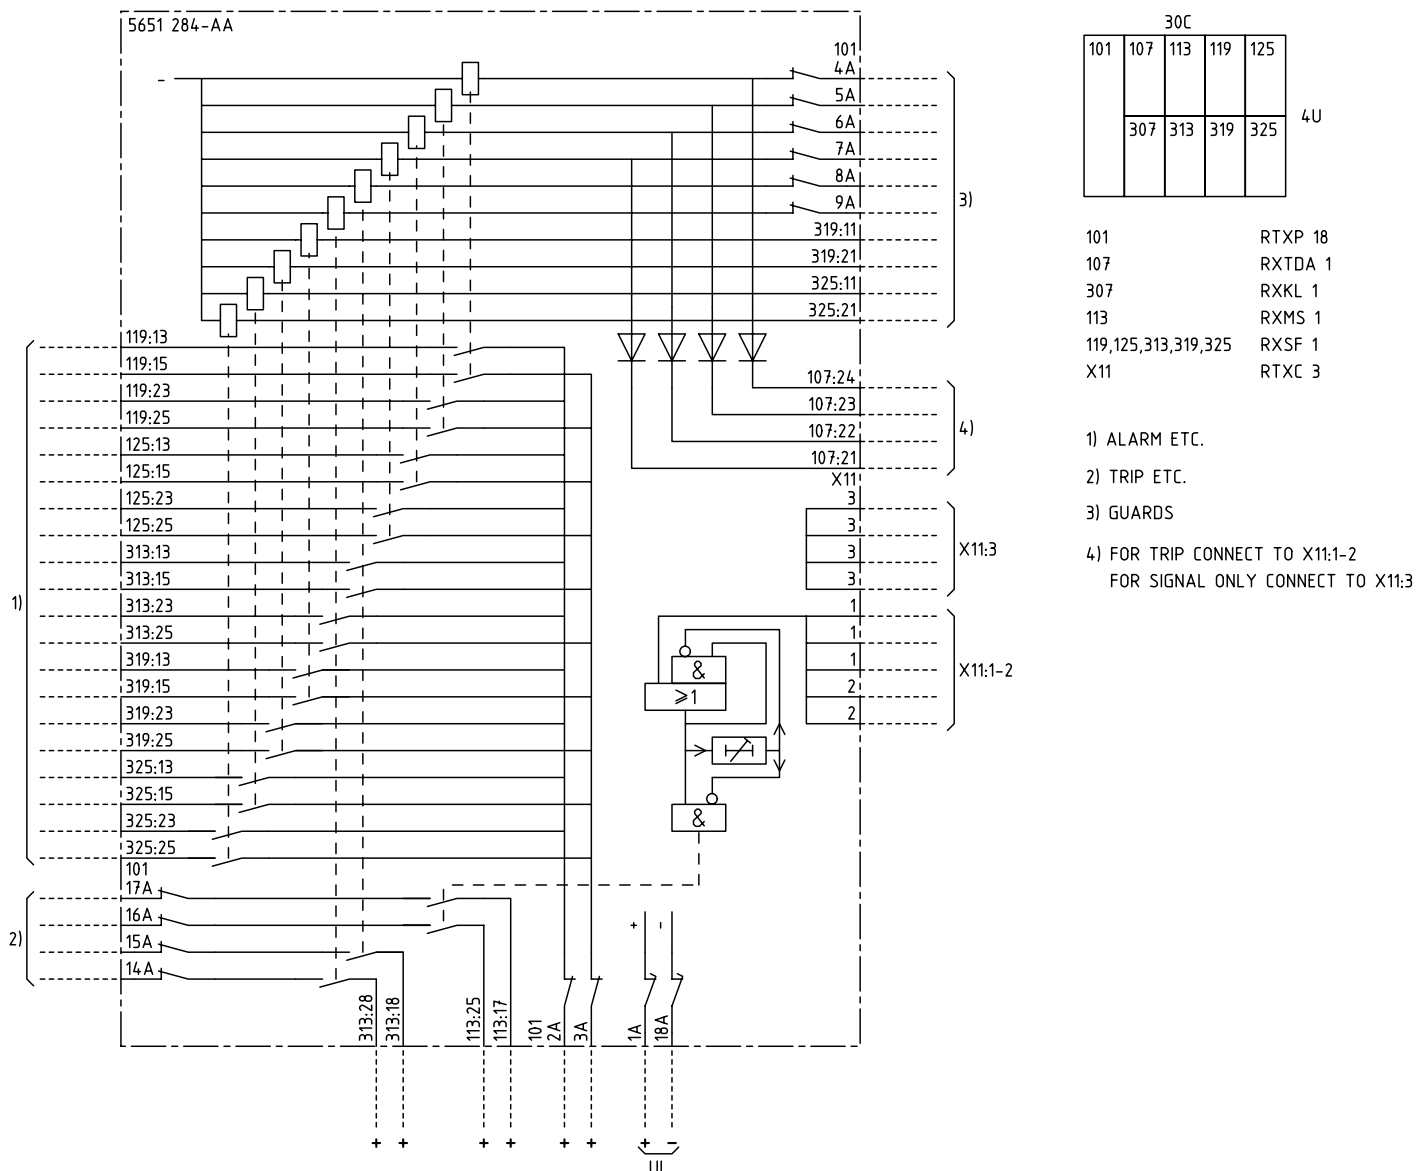 5651 284-AA
101
4A
5A
6A
7A
8A
9A
319:11
319:21
325:11
325:21
3)
-
119:13
119:15
119:23
119:25
125:13
125:15
125:23
125:25
313:13
313:15
313:23
313:25
319:13
319:15
319:23
319:25
325:13
325:15
325:23
325:25
1)
101
17A
16A
15A
14A
2)
107:24
107:23
107:22
107:21
4)
X11
3
3
3
3
X11:3
1
1
1
2
2
X11:1-2
&
⩾1
&
+ -
313:28
313:18
113:25
113:17
101
2A
3A
1A
18A
+ + + + + + + -
UL
30C
101 107 113 119 125
307 313 319 325
4U
101 RTXP 18
107 RXTDA 1
307 RXKL 1
113 RXMS 1
119,125,313,319,325 RXSF 1
X11 RTXC 3
1) ALARM ETC.
2) TRIP ETC.
3) GUARDS
4) FOR TRIP CONNECT TO X11:1-2
FOR SIGNAL ONLY CONNECT TO X11:3